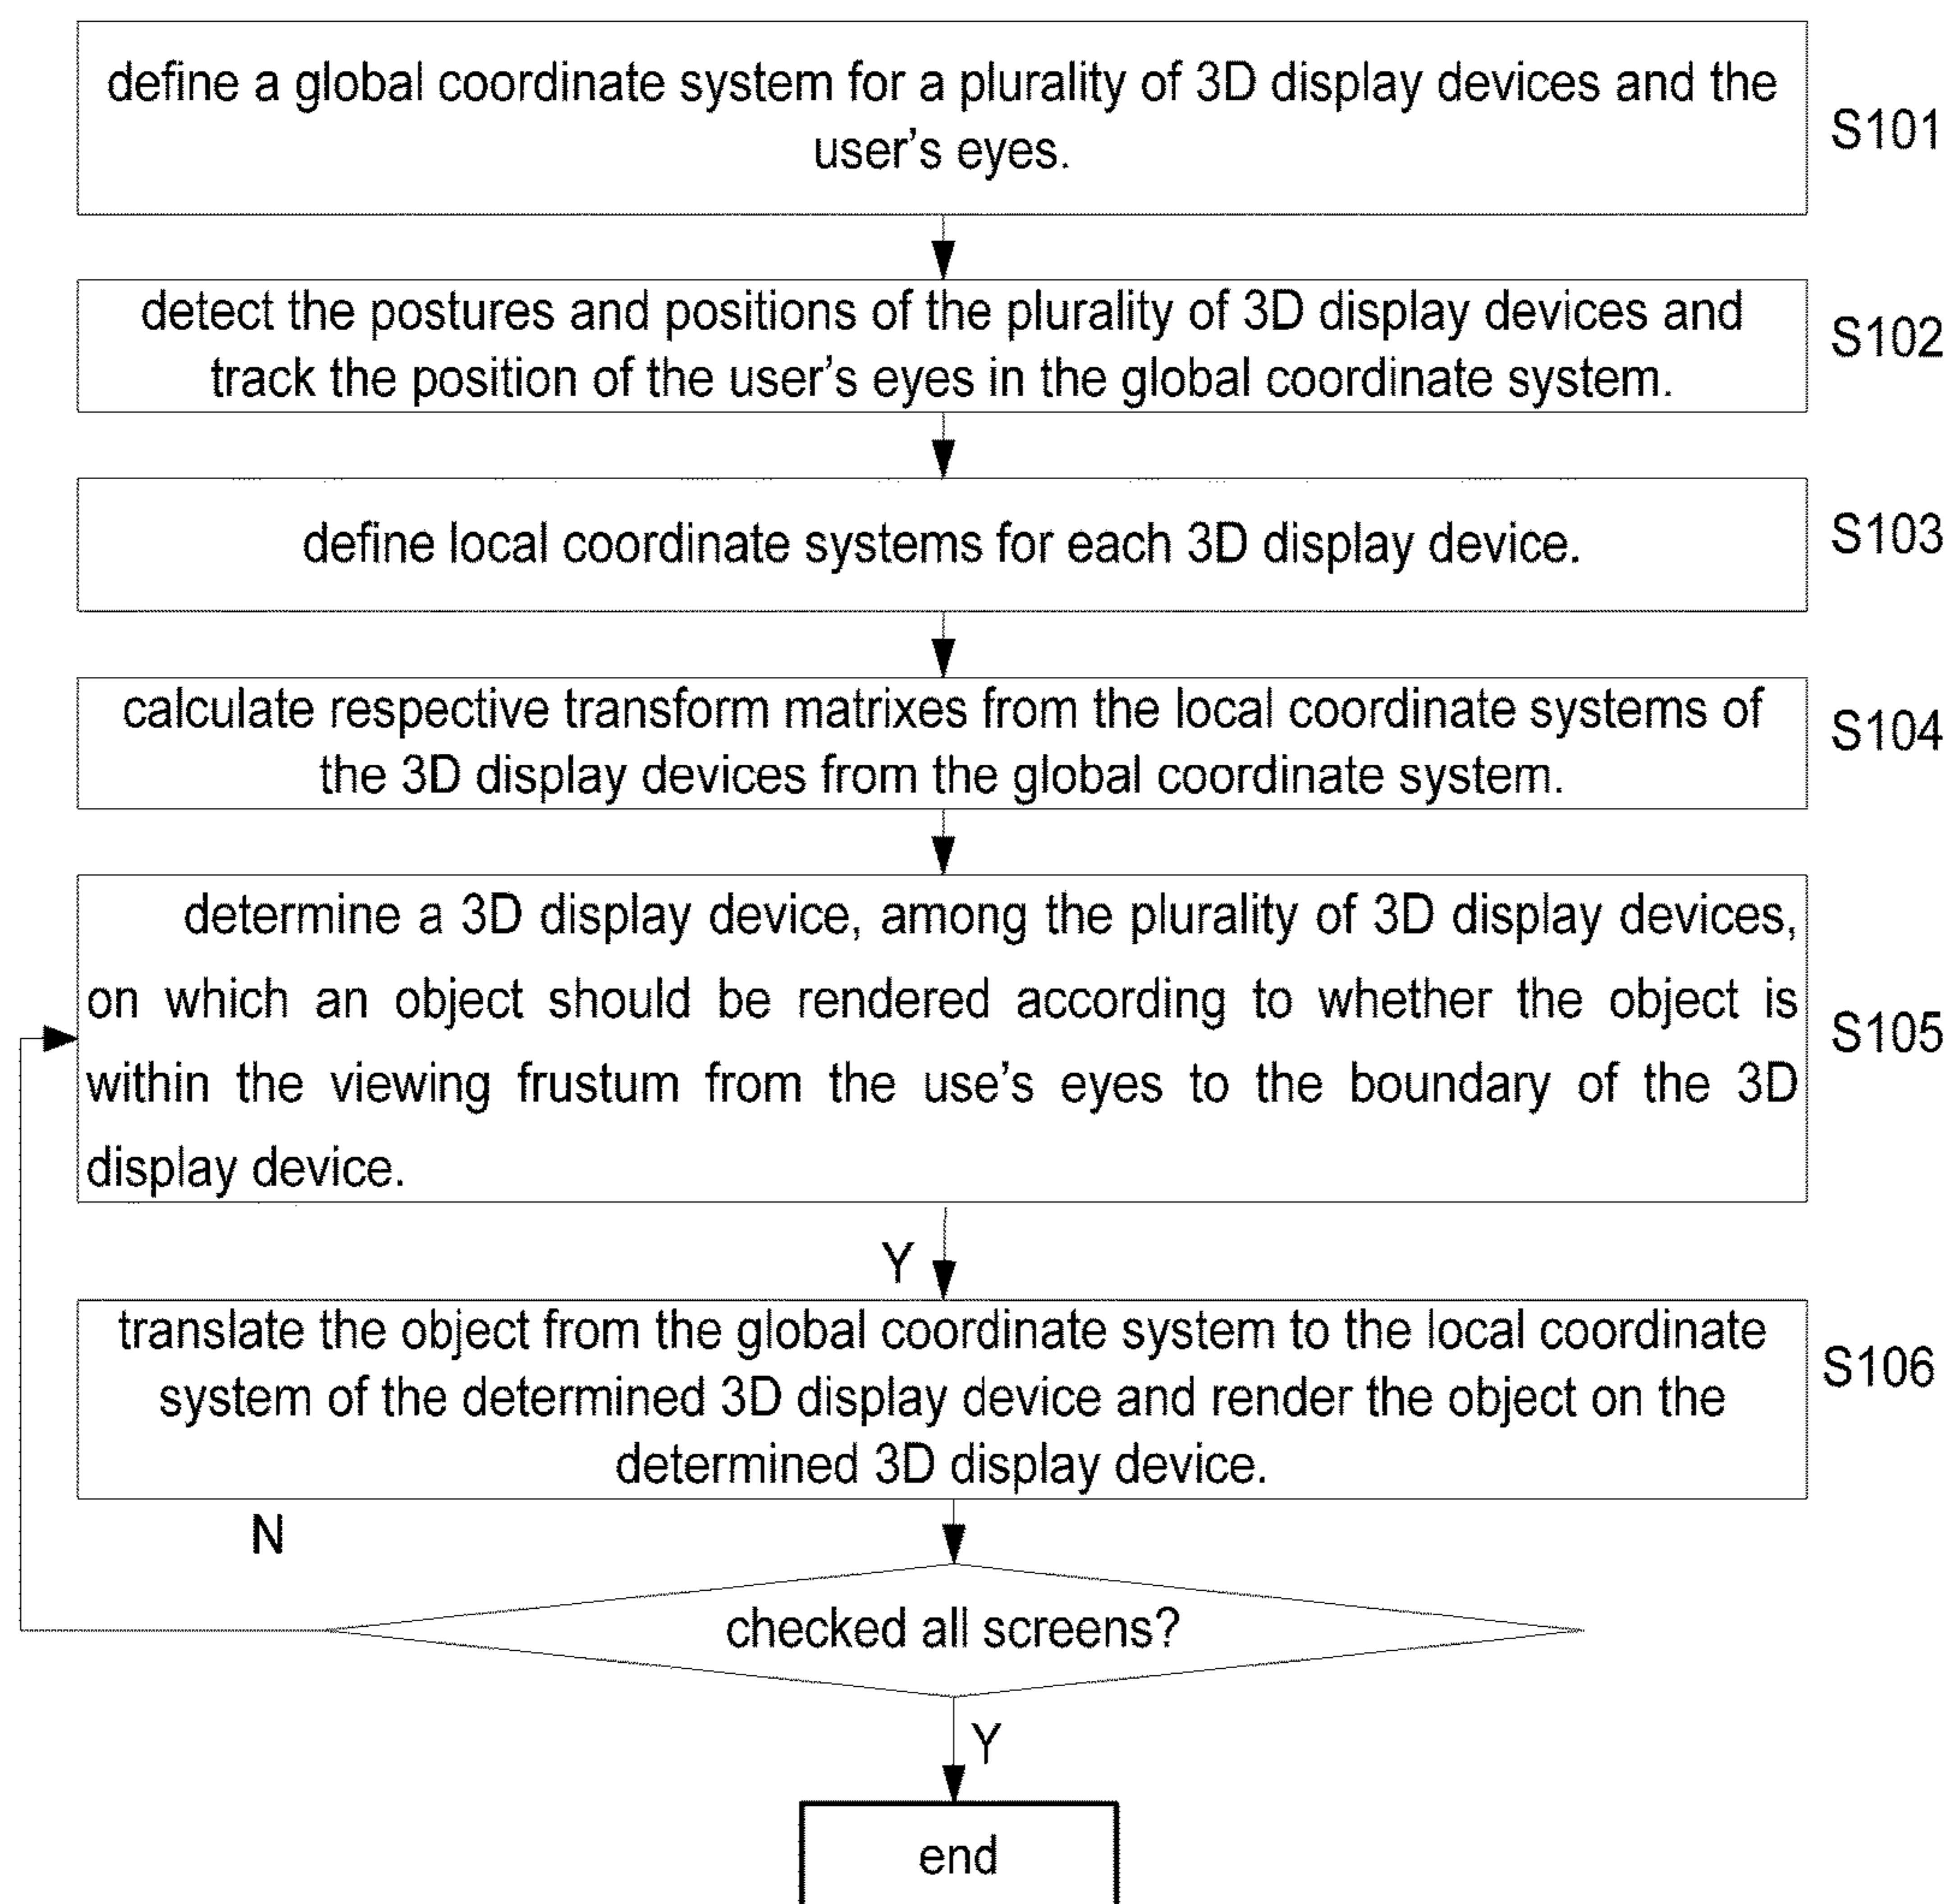 define a global coordinate system for a plurality of 3D display devices and the
user's eyes.
S101
detect the postures and positions of the plurality of 3D display devices and
track the position of the user's eyes in the global coordinate system.
S102
define local coordinate systems for each 3D display device.
S103
calculate respective transform matrixes from the local coordinate systems of
the 3D display devices from the global coordinate system.
S104
determine a 3D display device, among the plurality of 3D display devices,
on which an object should be rendered according to whether the object is
within the viewing frustum from the use's eyes to the boundary of the 3D
display device.
S105
Y
translate the object from the global coordinate system to the local coordinate
system of the determined 3D display device and render the object on the
determined 3D display device.
S106
N
checked all screens?
Y
end